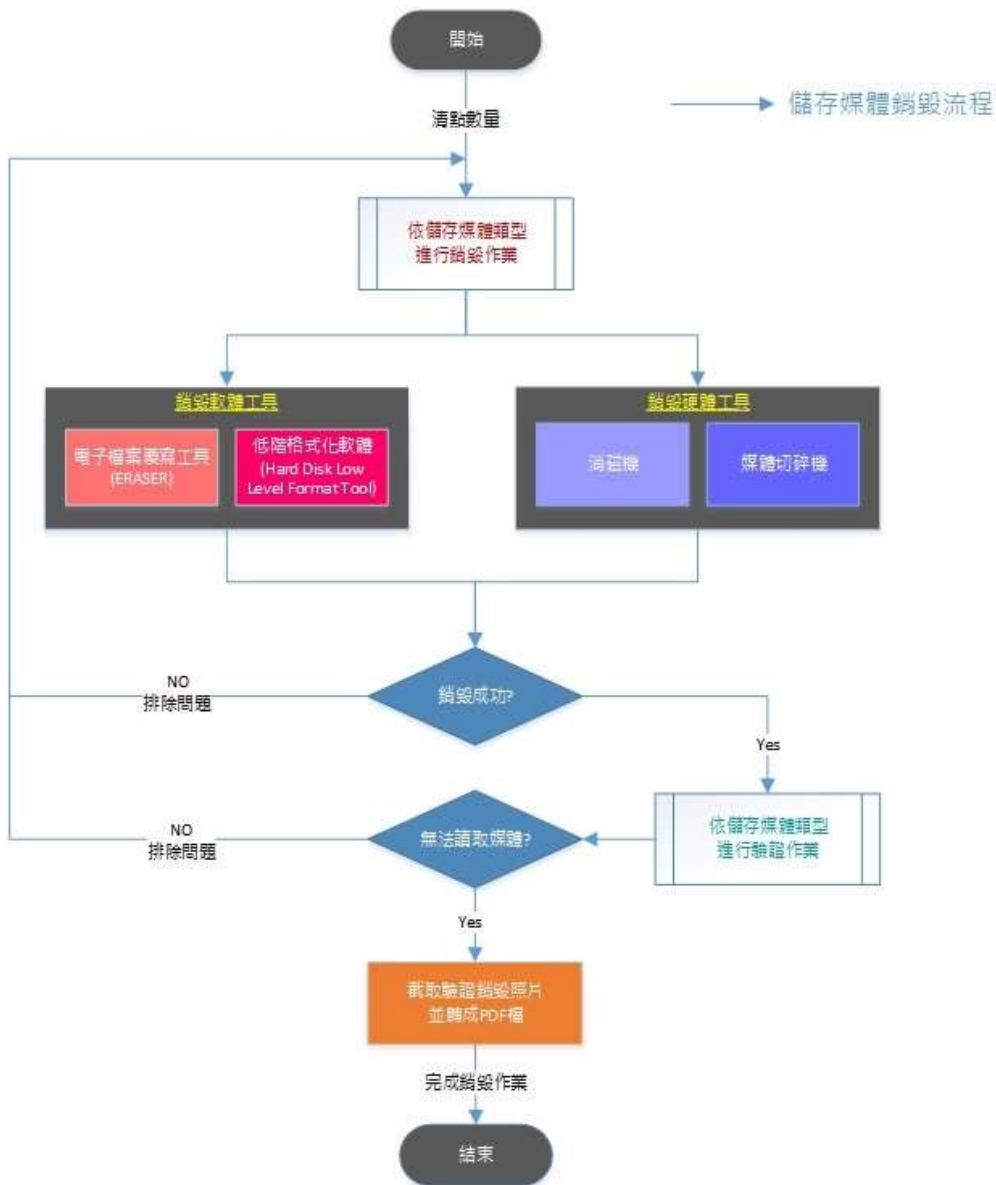 開始
清點數量
儲存媒體銷毀流程
依儲存媒體類型
進行銷毀作業
銷毀軟體工具
電子檔案覆寫工具
(ERASER)
低階格式化軟體
(Hard Disk Low
Level Format Tool)
銷毀硬體工具
消磁機
媒體切碎機
銷毀成功?
NO
排除問題
Yes
依儲存媒體類型
進行驗證作業
無法讀取媒體?
NO
排除問題
Yes
截取驗證銷毀照片
並轉成PDF檔
完成銷毀作業
結束